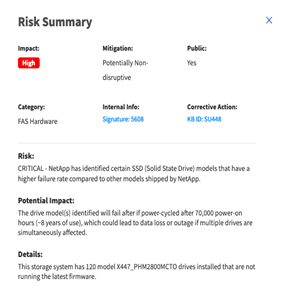 Risk Summary
Impact:
Mitigation:
Public:
High
Potentially Non-
disruptive
Yes
Category:
Internal Info:
Corrective Action:
FAS Hardware
Signature: 5608
KB ID: SU448
Risk:
CRITICAL - NetApp has identified certain SSD (Solid State Drive) models that have a
higher failure rate compared to other models shipped by NetApp.
Potential Impact:
The drive model(s) identified will fail after if power-cycled after 70,000 power-on
hours (~8 years of use), which could lead to data loss or outage if multiple drives are
simultaneously affected.
Details:
This storage system has 120 model X447_PHM2800MCTO drives installed that are not
running the latest firmware.